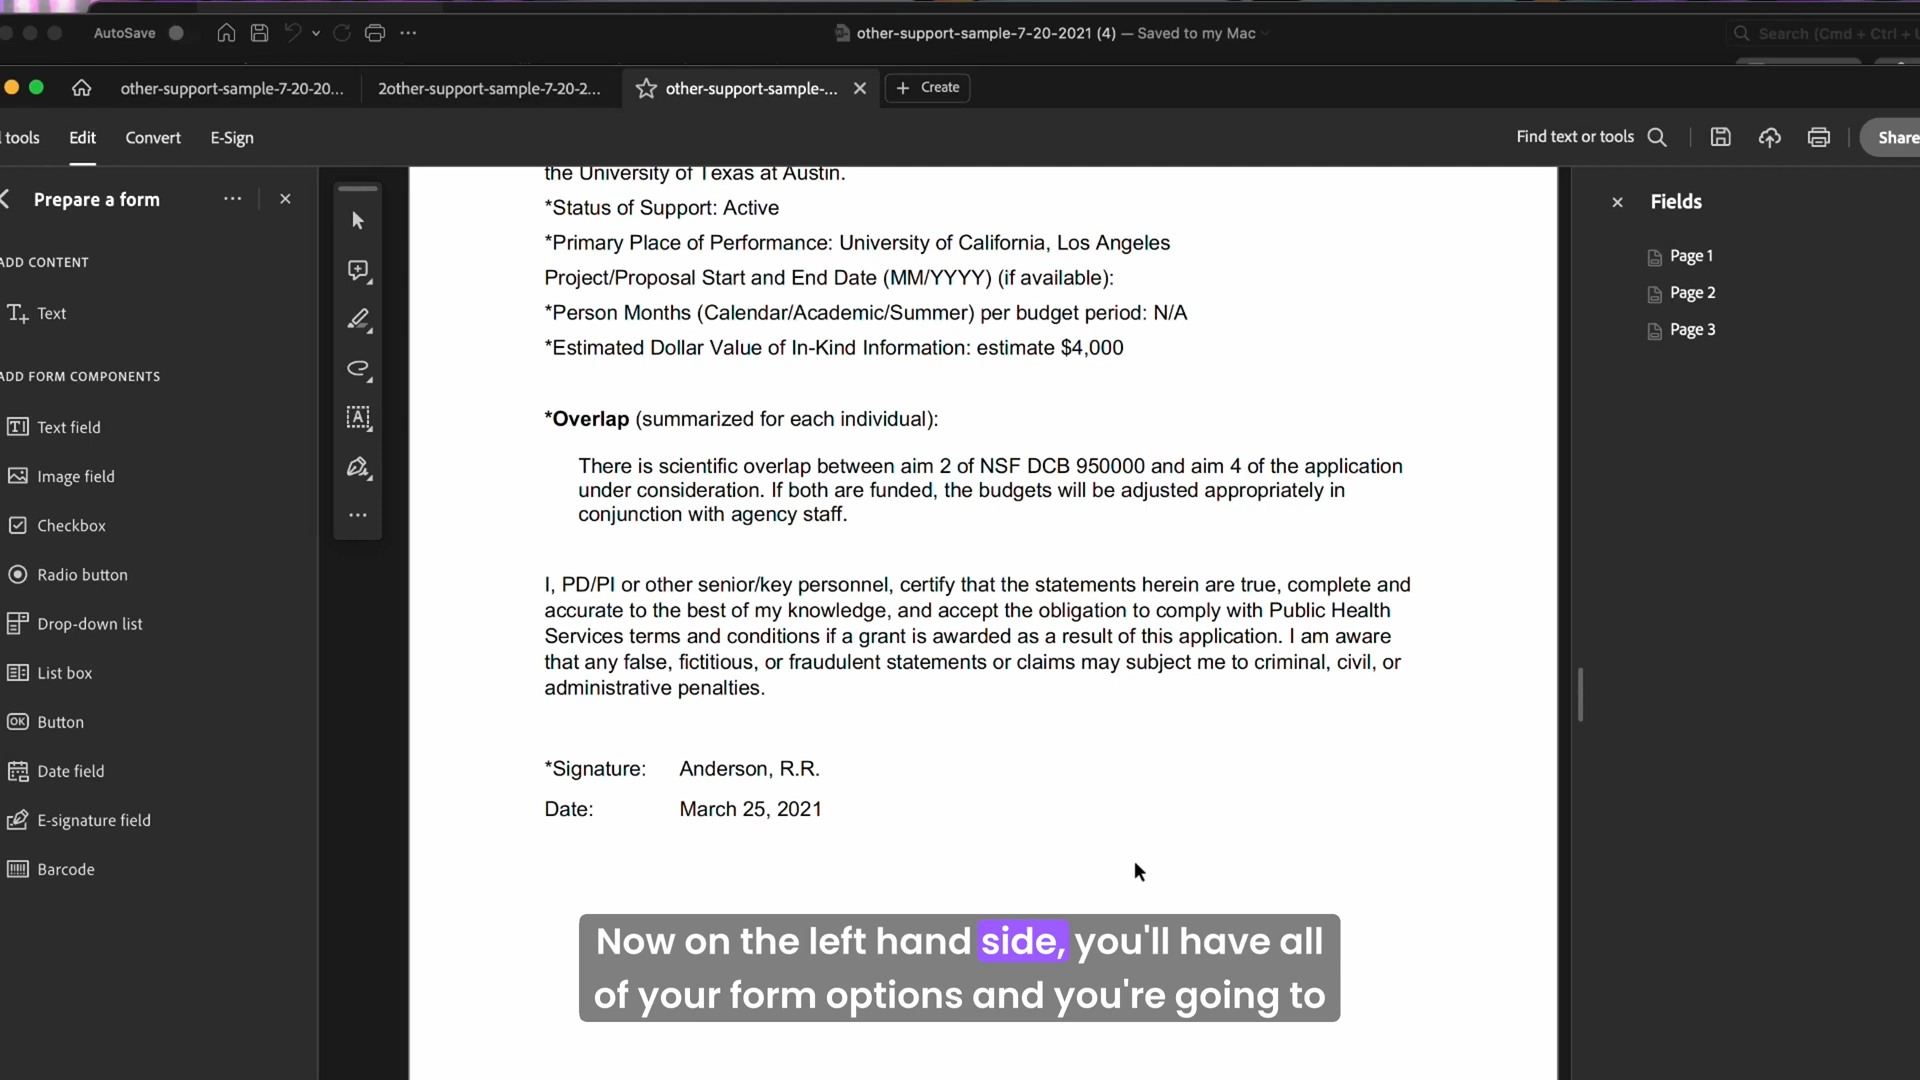 AutoSave
other-support-sample-7-20-2021 (4) — Saved to my Mac
Search (Cmd + Ctrl +
other-support-sample-7-20-20...
2other-support-sample-7-20-2...
other-support-sample-...
+ Create
tools
Edit
Convert
E-Sign
Find text or tools
Share
Prepare a form
ADD CONTENT
Text
ADD FORM COMPONENTS
Text field
Image field
Checkbox
Radio button
Drop-down list
List box
Button
Date field
E-signature field
Barcode
the University of Texas at Austin.
*Status of Support: Active
*Primary Place of Performance: University of California, Los Angeles
Project/Proposal Start and End Date (MM/YYYY) (if available):
*Person Months (Calendar/Academic/Summer) per budget period: N/A
*Estimated Dollar Value of In-Kind Information: estimate $4,000
*Overlap (summarized for each individual):
There is scientific overlap between aim 2 of NSF DCB 950000 and aim 4 of the application
under consideration. If both are funded, the budgets will be adjusted appropriately in
conjunction with agency staff.
I, PD/PI or other senior/key personnel, certify that the statements herein are true, complete and
accurate to the best of my knowledge, and accept the obligation to comply with Public Health
Services terms and conditions if a grant is awarded as a result of this application. I am aware
that any false, fictitious, or fraudulent statements or claims may subject me to criminal, civil, or
administrative penalties.
*Signature: Anderson, R.R.
Date: March 25, 2021
Fields
Page 1
Page 2
Page 3
Now on the left hand side, you'll have all
of your form options and you're going to